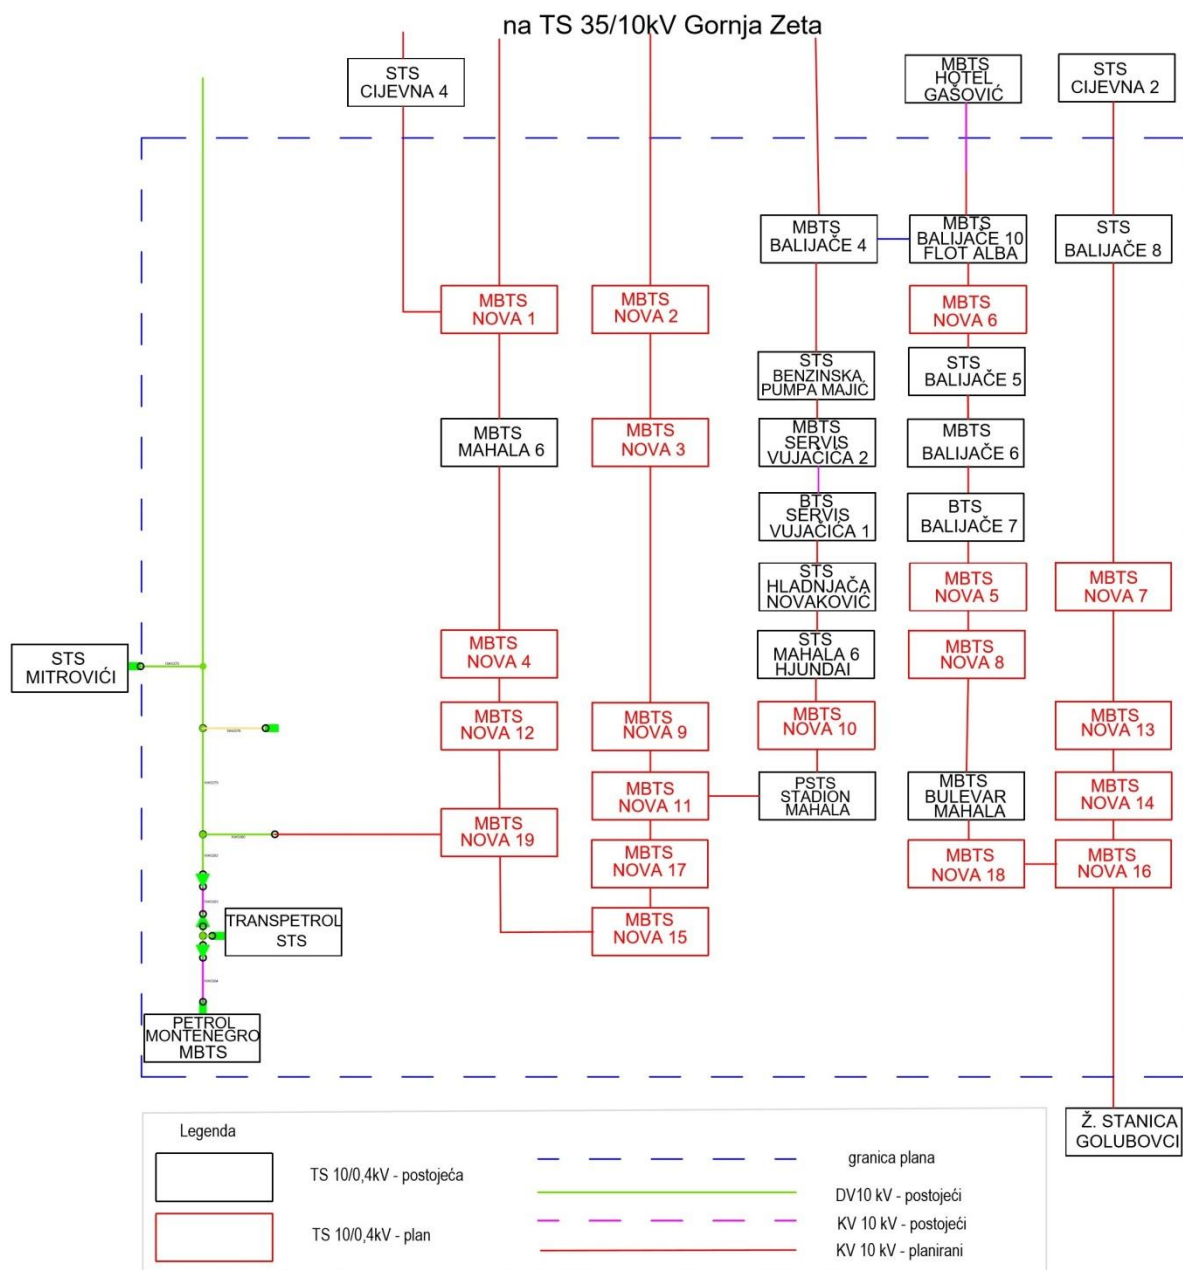 na TS 35/10kV Gornja Zeta
STS
CIJEVNA 4
MBTS
HOTEL
GAŠOVIĆ
STS
CIJEVNA 2
MBTS
BALIJAČE 4
MBTS
BALIJAČE 10
FLOT ALBA
STS
BALIJAČE 8
MBTS
NOVA 1
MBTS
NOVA 2
MBTS
NOVA 6
STS
BENZINSKA
PUMPA MAJIĆ
STS
BALIJAČE 5
MBTS
MAHALA 6
MBTS
NOVA 3
MBTS
SERVIS
VUJAČIĆA 2
MBTS
BALIJAČE 6
BTS
SERVIS
VUJAČIĆA 1
BTS
BALIJAČE 7
STS
HLADNJAČA
NOVAKOVIĆ
MBTS
NOVA 5
MBTS
NOVA 7
STS
MITROVIĆI
MBTS
NOVA 4
STS
MAHALA 6
HJUNDAI
MBTS
NOVA 8
MBTS
NOVA 12
MBTS
NOVA 9
MBTS
NOVA 10
MBTS
NOVA 13
MBTS
NOVA 11
PSTS
STADION
MAHALA
MBTS
BULEVAR
MAHALA
MBTS
NOVA 14
MBTS
NOVA 19
MBTS
NOVA 17
MBTS
NOVA 18
MBTS
NOVA 16
TRANSPETROL
STS
MBTS
NOVA 15
PETROL
MONTENEGRO
MBTS
Ž. STANICA
GOLUBOVCI
Legenda
TS 10/0,4kV - postojeća
TS 10/0,4kV - plan
granica plana
DV10 kV - postojeći
KV 10 kV - postojeći
KV 10 kV - planirani